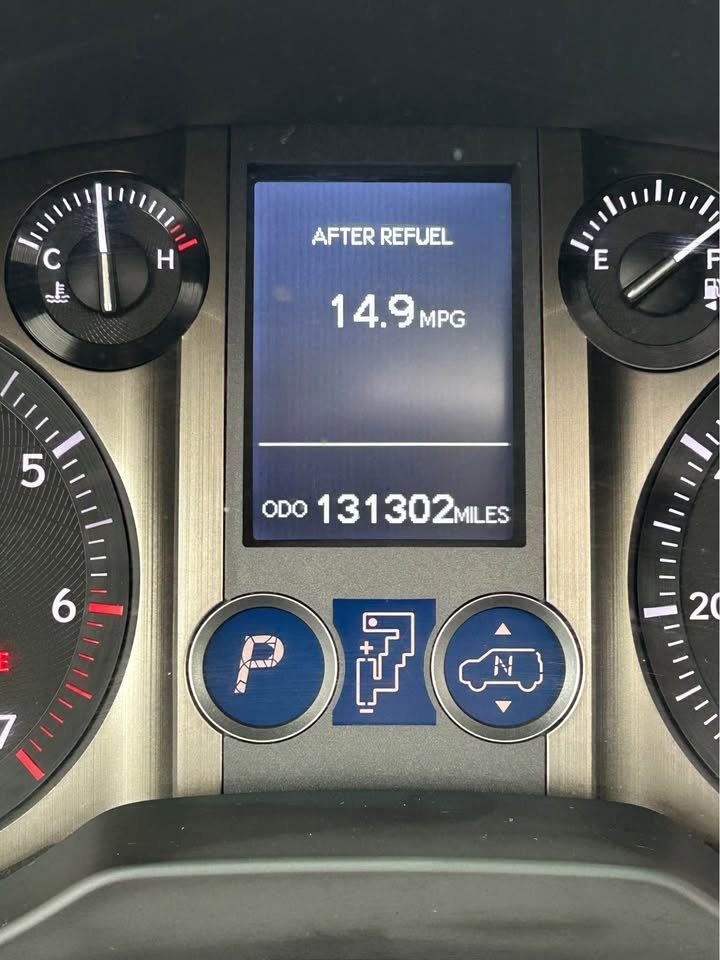 AFTER REFUEL
14.9 MPG
ODO 131302 MILES
C H
E F
5
6
E
7
20
P
+
-
N